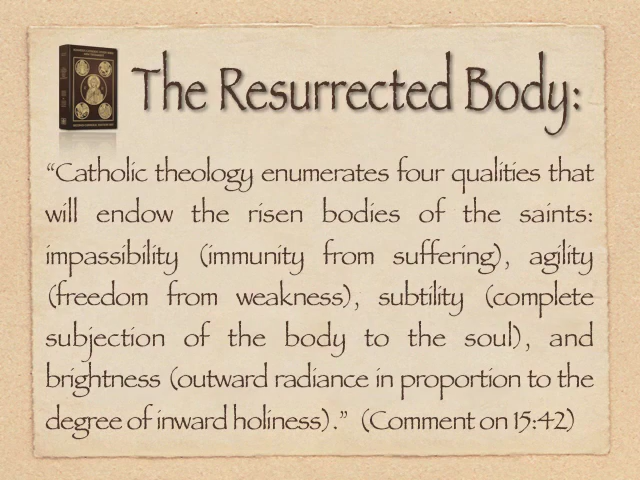 The Resurrected Body:
“Catholic theology enumerates four qualities that
will endow the risen bodies of the saints:
impassibility (immunity from suffering), agility
(freedom from weakness), subtility (complete
subjection of the body to the soul), and
brightness (outward radiance in proportion to the
degree of inward holiness).” (Comment on 15:42)